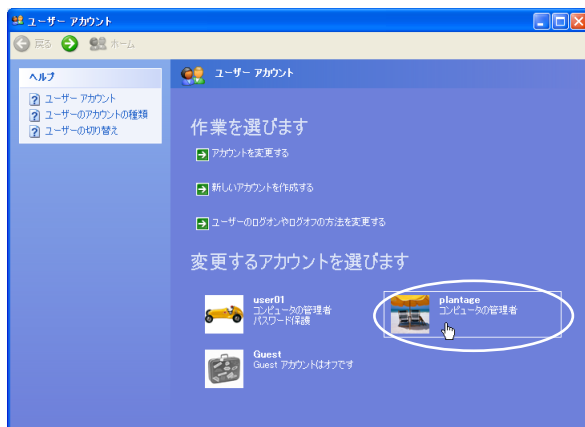 ユーザー アカウント
戻る
ホーム
ヘルプ
ユーザー アカウント
ユーザーのアカウントの種類
ユーザーの切り替え
ユーザー アカウント
作業を選びます
アカウントを変更する
新しいアカウントを作成する
ユーザーのログオンやログオフの方法を変更する
変更するアカウントを選びます
user01
コンピュータの管理者
パスワード保護
plantage
コンピュータの管理者
Guest
Guest アカウントはオフです